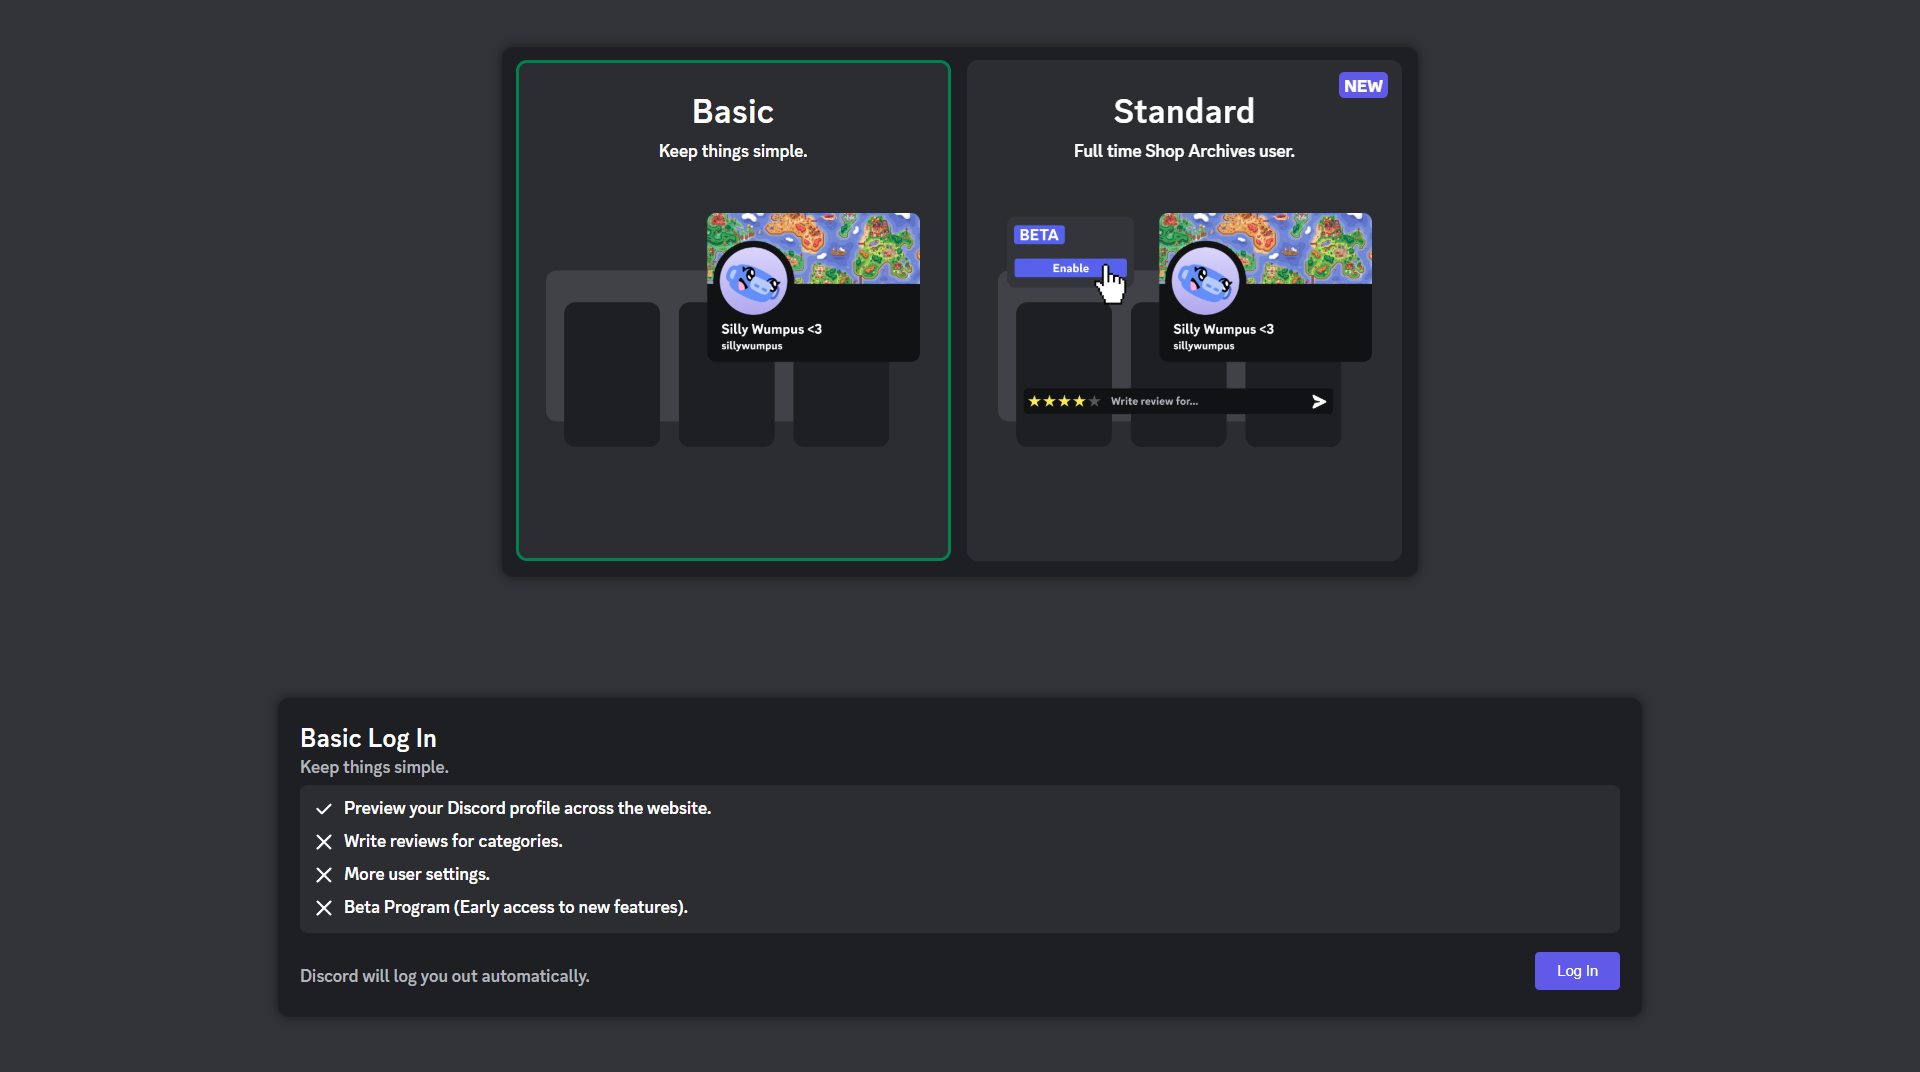 Basic
Keep things simple.
Silly Wumpus <3
sillywumpus
NEW
Standard
Full time Shop Archives user.
BETA
Enable
Silly Wumpus <3
sillywumpus
Write review for...
Basic Log In
Keep things simple.
Preview your Discord profile across the website.
Write reviews for categories.
More user settings.
Beta Program (Early access to new features).
Discord will log you out automatically.
Log In